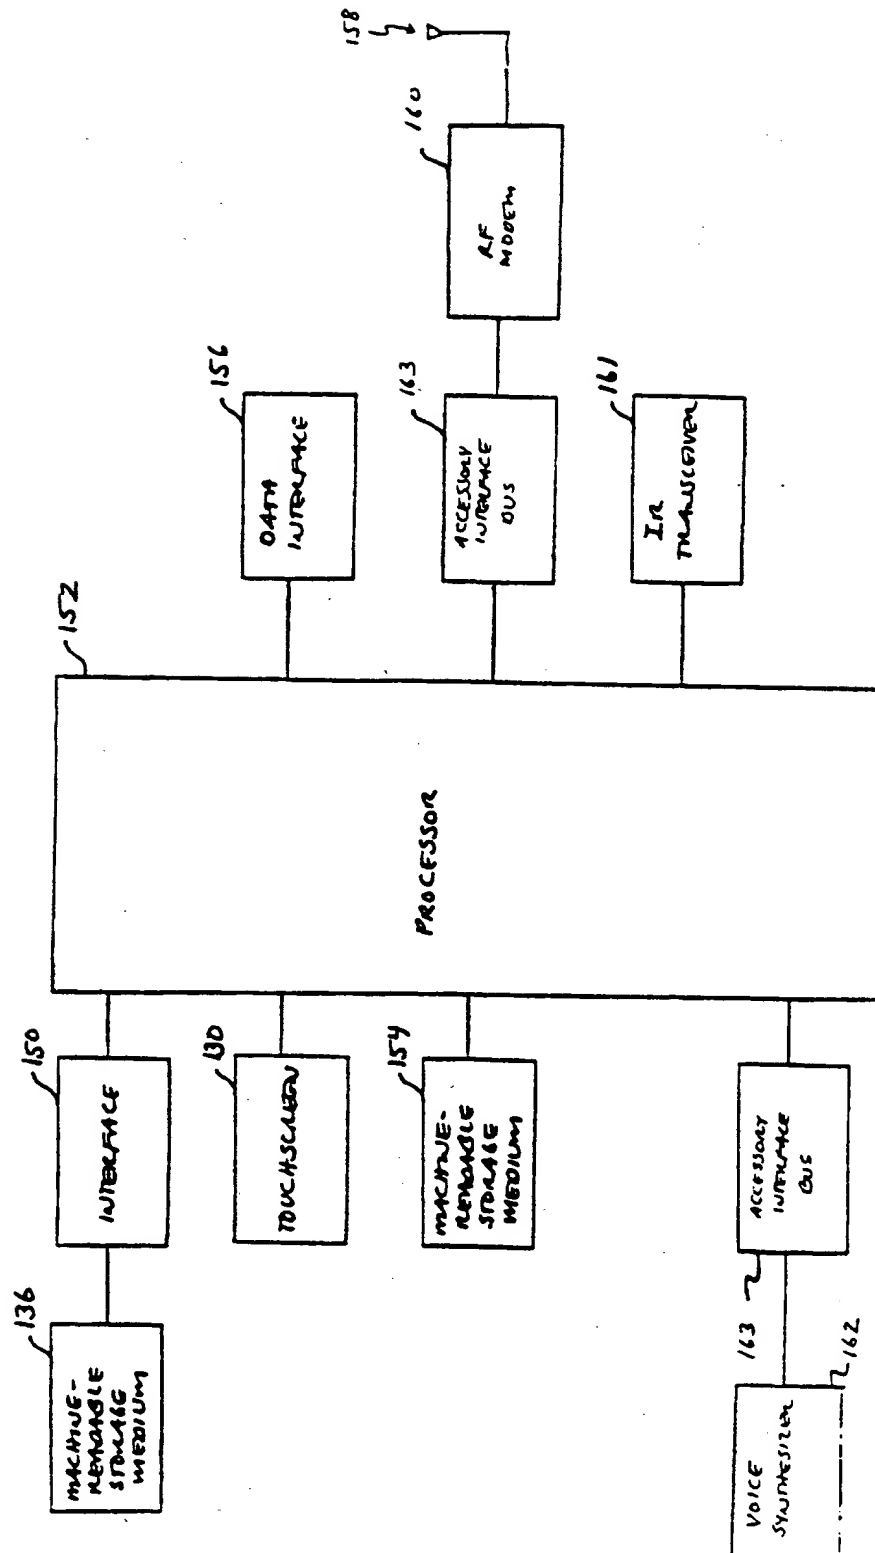 136
MACHINE-
READABLE
STORAGE
MEDIUM
150
INTERFACE
130
TOUCHSCREEN
154
MACHINE-
READABLE
STORAGE
MEDIUM
163
ACCESSORY
INTERFACE
BUS
162
VOICE
SYNTHESIZER
152
PROCESSOR
156
DATA
INTERFACE
163
ACCESSORY
INTERFACE
BUS
161
IR
TRANSCEIVER
160
RF
MODEM
158